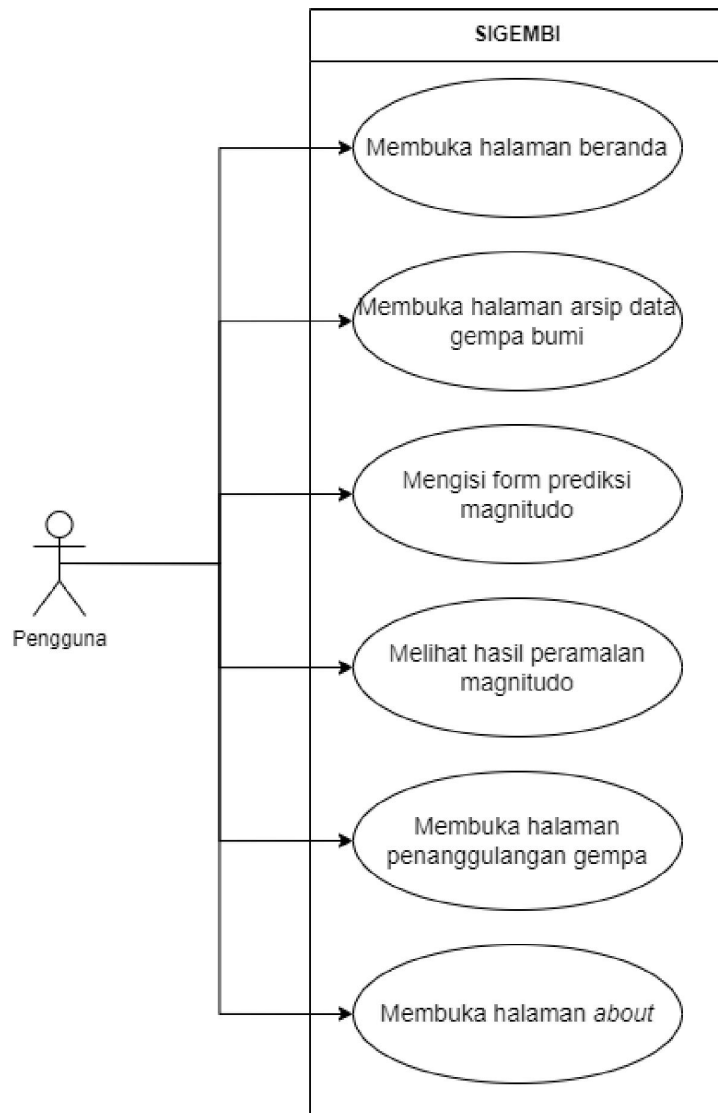 SIGEMBI
Membuka halaman beranda
Membuka halaman arsip data
gempa bumi
Mengisi form prediksi
magnitudo
Pengguna
Melihat hasil peramalan
magnitudo
Membuka halaman
penanggulangan gempa
Membuka halaman about